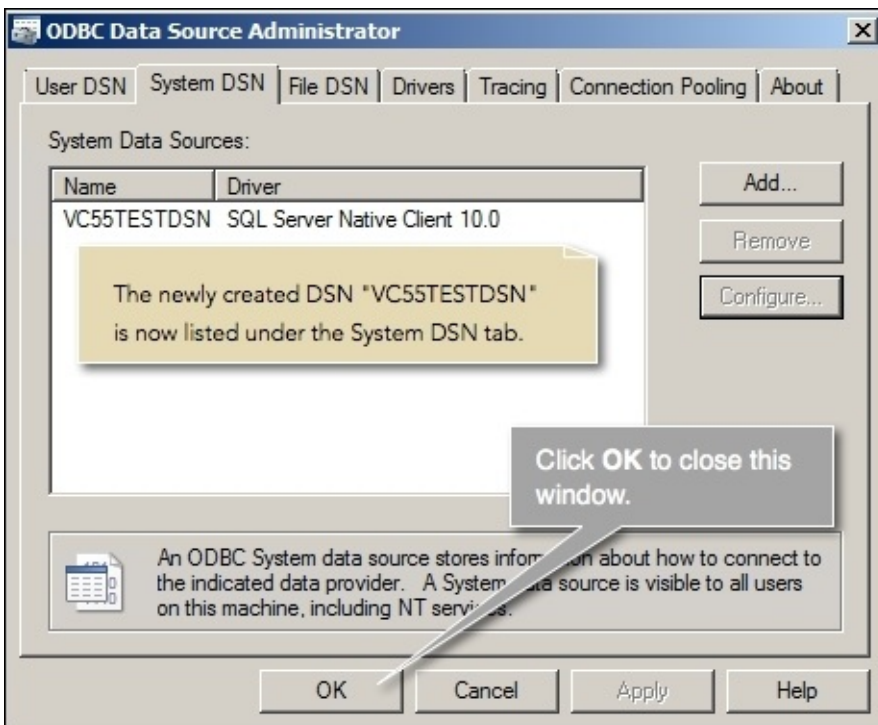 ODBC Data Source Administrator
User DSN System DSN File DSN Drivers Tracing Connection Pooling About
System Data Sources:
Name Driver
VC55TESTDSN SQL Server Native Client 10.0
Add...
Remove
Configure...
The newly created DSN "VC55TESTDSN"
is now listed under the System DSN tab.
Click OK to close this
window.
An ODBC System data source stores information about how to connect to
the indicated data provider. A System data source is visible to all users
on this machine, including NT services.
OK Cancel Apply Help